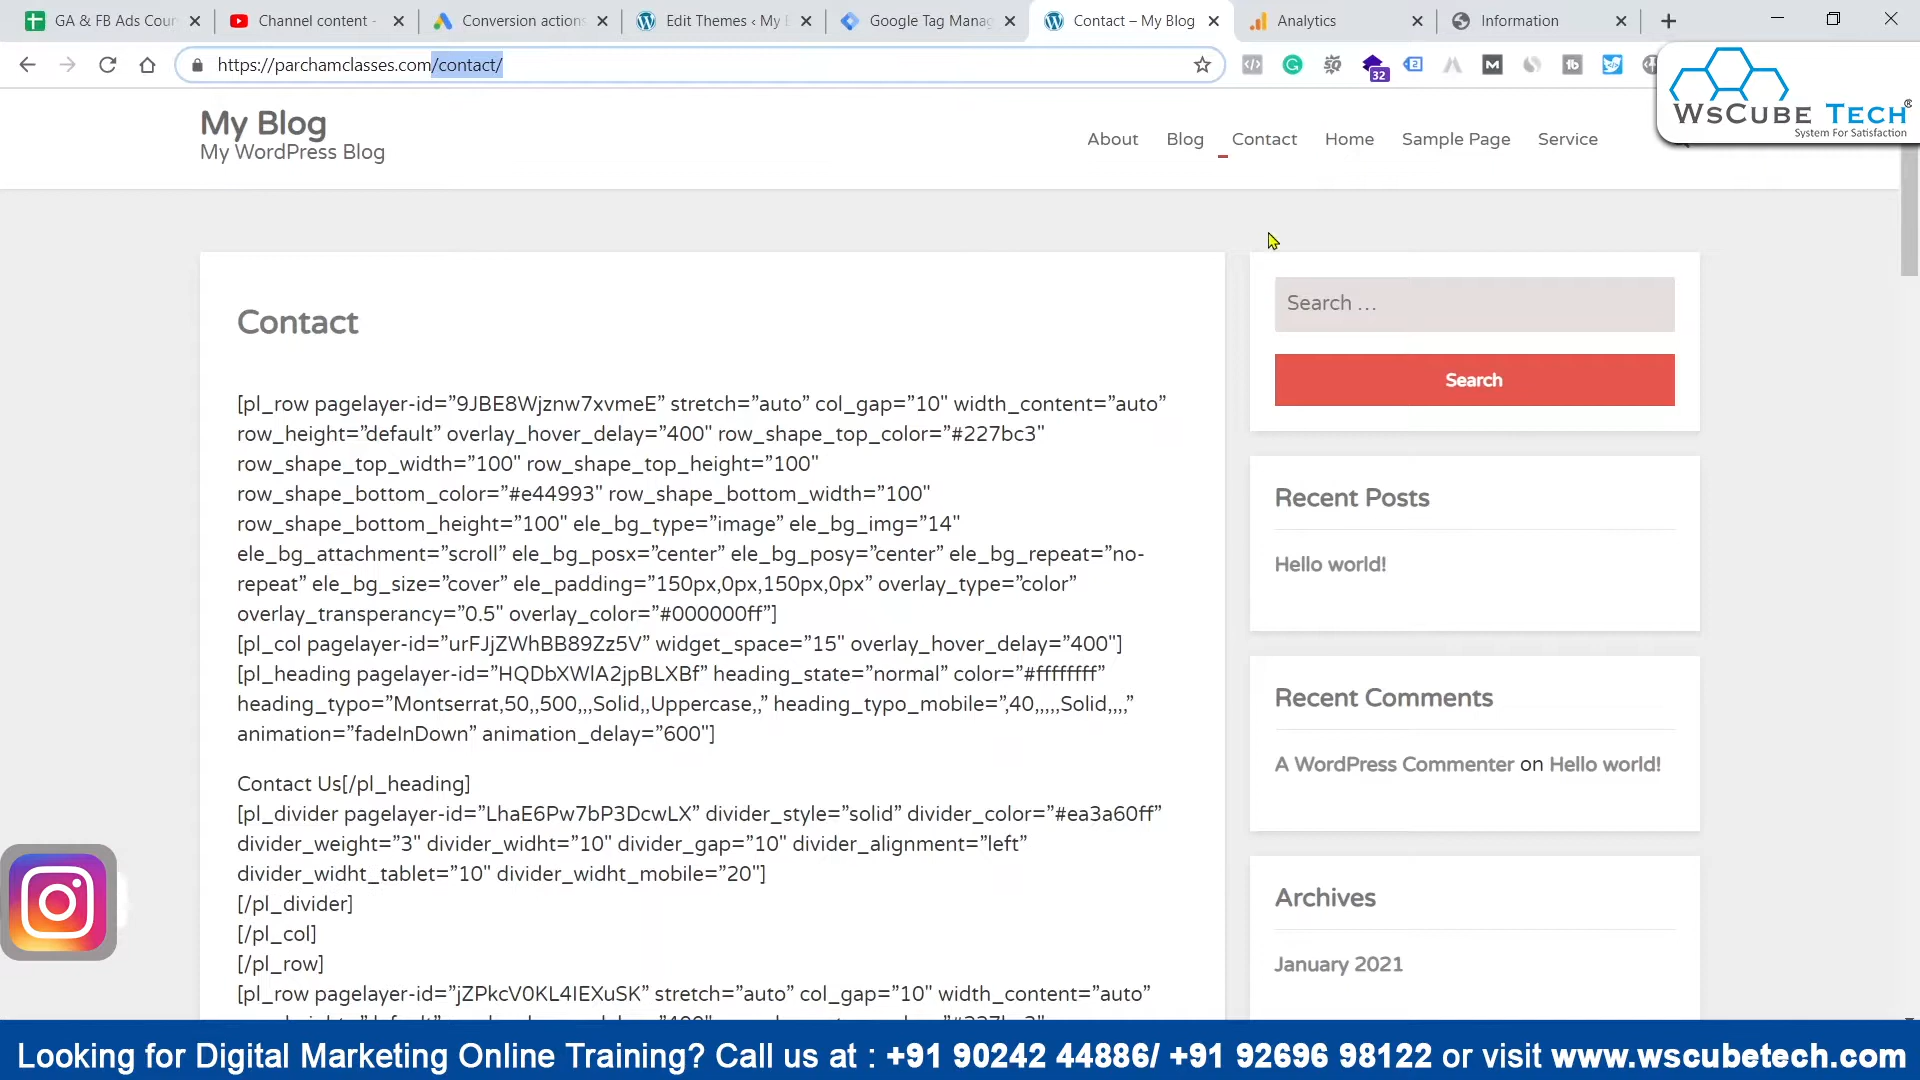 GA & FB Ads Cour
Channel content -
Conversion actions
Edit Themes ‹ My B
Google Tag Manag
Contact – My Blog
Analytics
Information
https://parchamclasses.com/contact/
32
WsCube Tech®
System For Satisfaction
My Blog
My WordPress Blog
About
Blog
Contact
Home
Sample Page
Service
Contact
[pl_row pagelayer-id=”9JBE8Wjznw7xvmeE” stretch=”auto” col_gap=”10″ width_content=”auto”
row_height=”default” overlay_hover_delay=”400″ row_shape_top_color=”#227bc3″
row_shape_top_width=”100″ row_shape_top_height=”100″
row_shape_bottom_color=”#e44993″ row_shape_bottom_width=”100″
row_shape_bottom_height=”100″ ele_bg_type=”image” ele_bg_img=”14″
ele_bg_attachment=”scroll” ele_bg_posx=”center” ele_bg_posy=”center” ele_bg_repeat=”no-
repeat” ele_bg_size=”cover” ele_padding=”150px,0px,150px,0px” overlay_type=”color”
overlay_transperancy=”0.5″ overlay_color=”#000000ff”]
[pl_col pagelayer-id=”urFJjZWhBB89Zz5V” widget_space=”15″ overlay_hover_delay=”400″]
[pl_heading pagelayer-id=”HQDbXWlA2jpBLXBf” heading_state=”normal” color=”#ffffffff”
heading_typo=”Montserrat,50,,500,,,Solid,,Uppercase,,” heading_typo_mobile=”,40,,,,,Solid,,,,”
animation=”fadeInDown” animation_delay=”600″]
Contact Us[/pl_heading]
[pl_divider pagelayer-id=”LhaE6Pw7bP3DcwLX” divider_style=”solid” divider_color=”#ea3a60ff”
divider_weight=”3″ divider_widht=”10″ divider_gap=”10″ divider_alignment=”left”
divider_widht_tablet=”10″ divider_widht_mobile=”20″]
[/pl_divider]
[/pl_col]
[/pl_row]
[pl_row pagelayer-id=”jZPkcV0KL4IEXuSK” stretch=”auto” col_gap=”10″ width_content=”auto”
Search …
Search
Recent Posts
Hello world!
Recent Comments
A WordPress Commenter on Hello world!
Archives
January 2021
Looking for Digital Marketing Online Training? Call us at : +91 90242 44886/ +91 92696 98122 or visit www.wscubetech.com